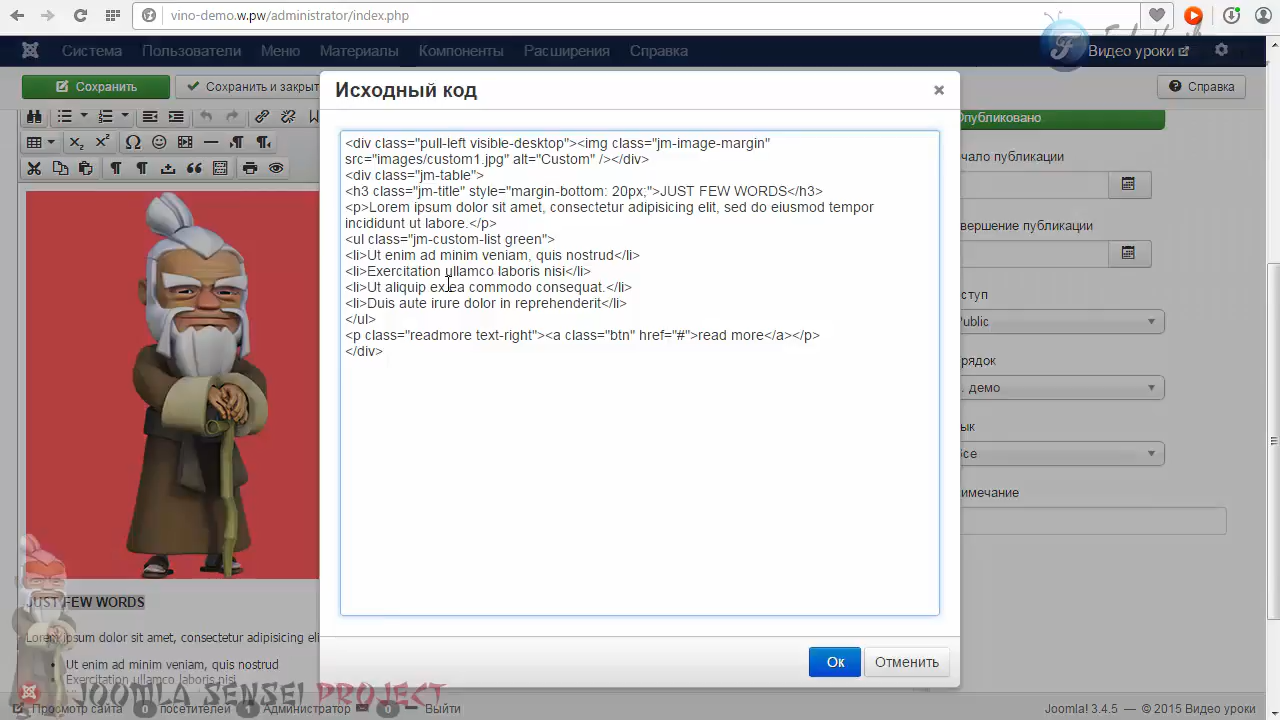 vino-demo.w.pw/administrator/index.php
Система Пользователи Меню Материалы Компоненты Расширения Справка Видео уроки
Сохранить Сохранить и закрыт Справка
Исходный код ×
<div class="pull-left visible-desktop"><img class="jm-image-margin"
src="images/custom1.jpg" alt="Custom" /></div>
<div class="jm-table">
<h3 class="jm-title" style="margin-bottom: 20px;">JUST FEW WORDS</h3>
<p>Lorem ipsum dolor sit amet, consectetur adipisicing elit, sed do eiusmod tempor
incididunt ut labore.</p>
<ul class="jm-custom-list green">
<li>Ut enim ad minim veniam, quis nostrud</li>
<li>Exercitation ullamco laboris nisi</li>
<li>Ut aliquip ex ea commodo consequat.</li>
<li>Duis aute irure dolor in reprehenderit</li>
</ul>
<p class="readmore text-right"><a class="btn" href="#">read more</a></p>
</div>
Ок Отменить
Опубликовано
ачало публикации
вершение публикации
оступ
Public
орядок
. демо
зык
Все
имечание
JUST FEW WORDS
Lorem ipsum dolor sit amet, consectetur adipisicing eli
Ut enim ad minim veniam, quis nostrud
Exercitation ullamco laboris nisi
JOOMLA SENSEI PROJECT
Просмотр сайта 0 посетителей 1 Администратор 0 Выйти
Joomla! 3.4.5 — © 2015 Видео уроки